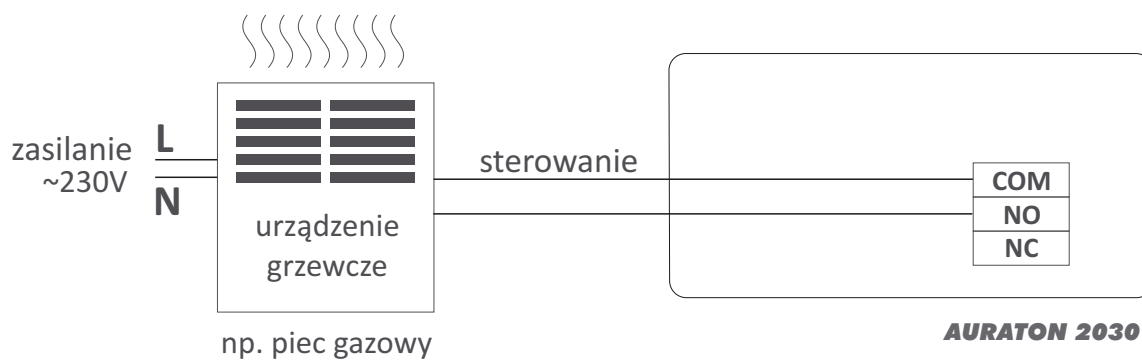 zasilanie
~230V
L
N
urządzenie
grzewcze
np. piec gazowy
sterowanie
COM
NO
NC
AURATON 2030